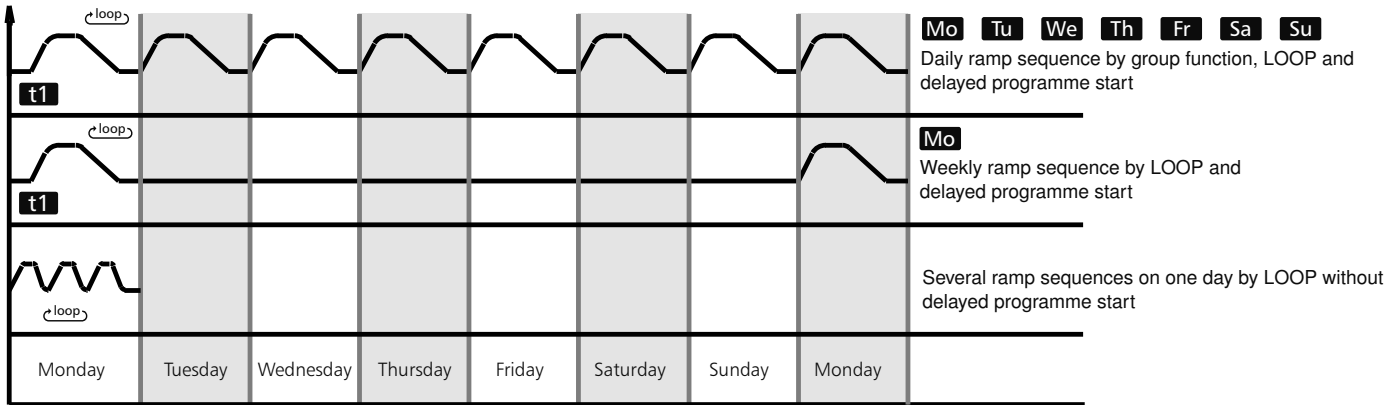 loop
Mo Tu We Th Fr Sa Su
Daily ramp sequence by group function, LOOP and
delayed programme start
t1
loop
Mo
Weekly ramp sequence by LOOP and
delayed programme start
t1
Several ramp sequences on one day by LOOP without
delayed programme start
loop
Monday Tuesday Wednesday Thursday Friday Saturday Sunday Monday